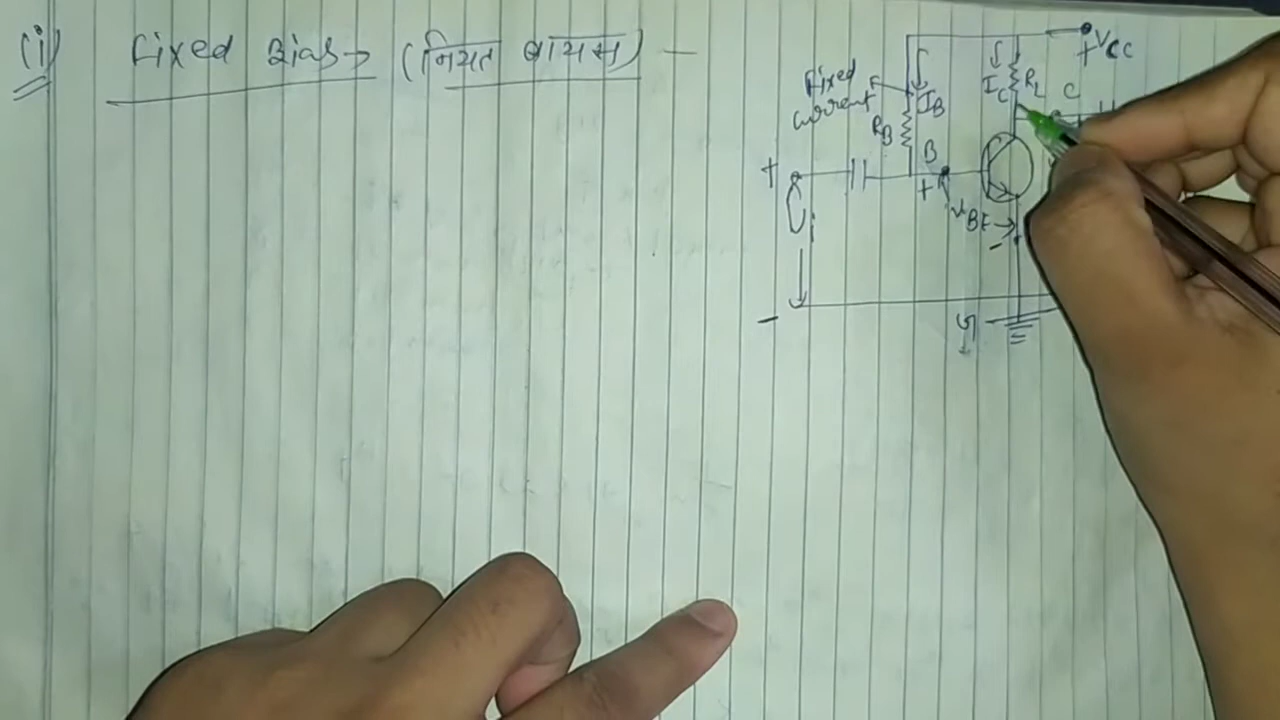 (i) Fixed Bias → (नियत बायस) —
+VCC
Fixed
current
IB
IC
RL
C
RB
B
+
+
VBE
-
-